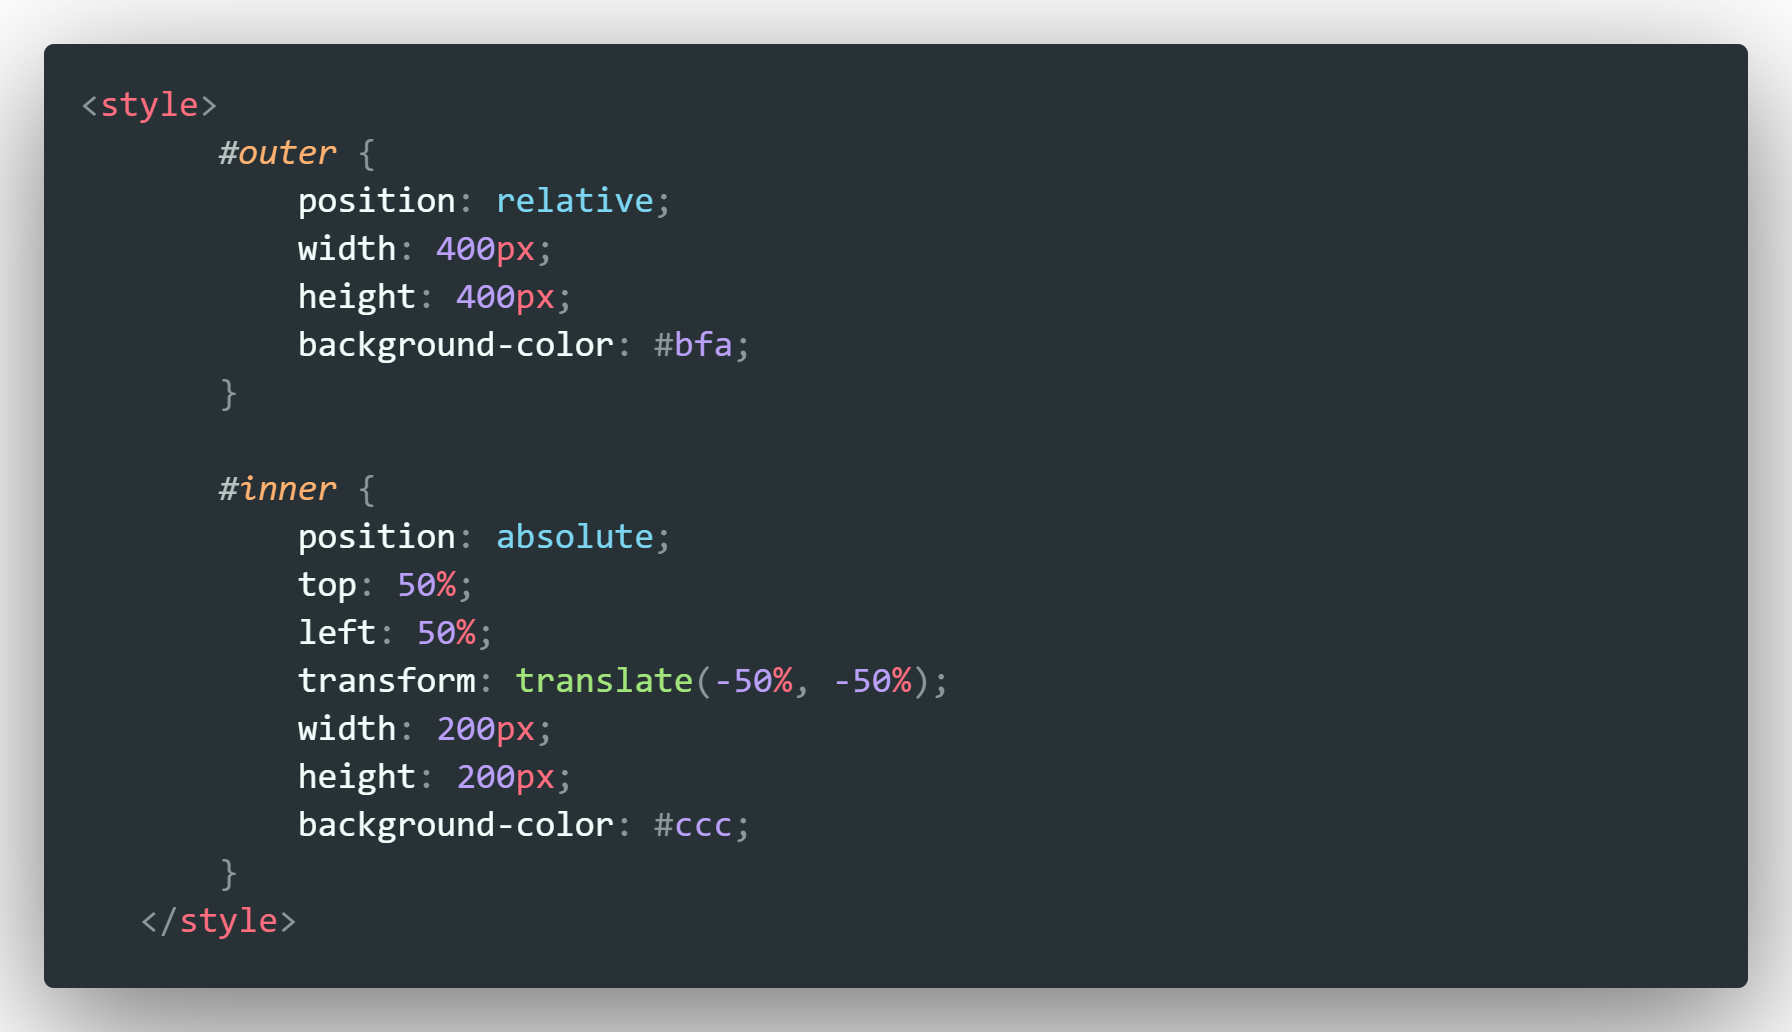 <style>
#outer {
position: relative;
width: 400px;
height: 400px;
background-color: #bfa;
}
#inner {
position: absolute;
top: 50%;
left: 50%;
transform: translate(-50%, -50%);
width: 200px;
height: 200px;
background-color: #ccc;
}
</style>